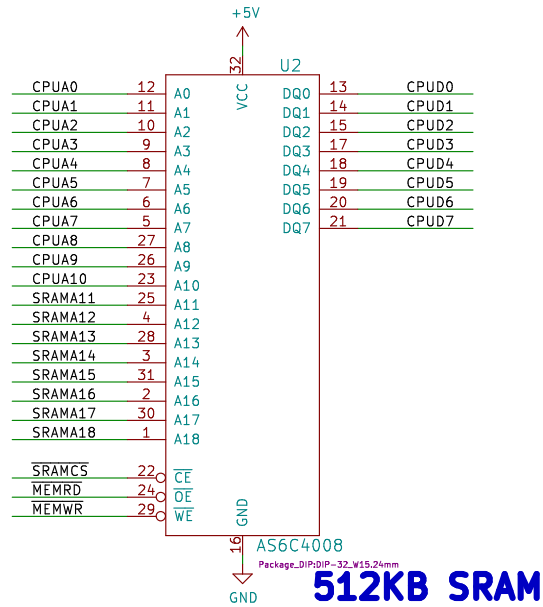 +5V
32
U2
VCC
CPUA0 12 A0 DQ0 13 CPUD0
CPUA1 11 A1 DQ1 14 CPUD1
CPUA2 10 A2 DQ2 15 CPUD2
CPUA3 9 A3 DQ3 17 CPUD3
CPUA4 8 A4 DQ4 18 CPUD4
CPUA5 7 A5 DQ5 19 CPUD5
CPUA6 6 A6 DQ6 20 CPUD6
CPUA7 5 A7 DQ7 21 CPUD7
CPUA8 27 A8
CPUA9 26 A9
CPUA10 23 A10
SRAMA11 25 A11
SRAMA12 4 A12
SRAMA13 28 A13
SRAMA14 3 A14
SRAMA15 31 A15
SRAMA16 2 A16
SRAMA17 30 A17
SRAMA18 1 A18
SRAMCS 22 CE
MEMRD 24 OE
MEMWR 29 WE
GND
16
AS6C4008
Package_DIP:DIP-32_W15.24mm
512KB SRAM
GND